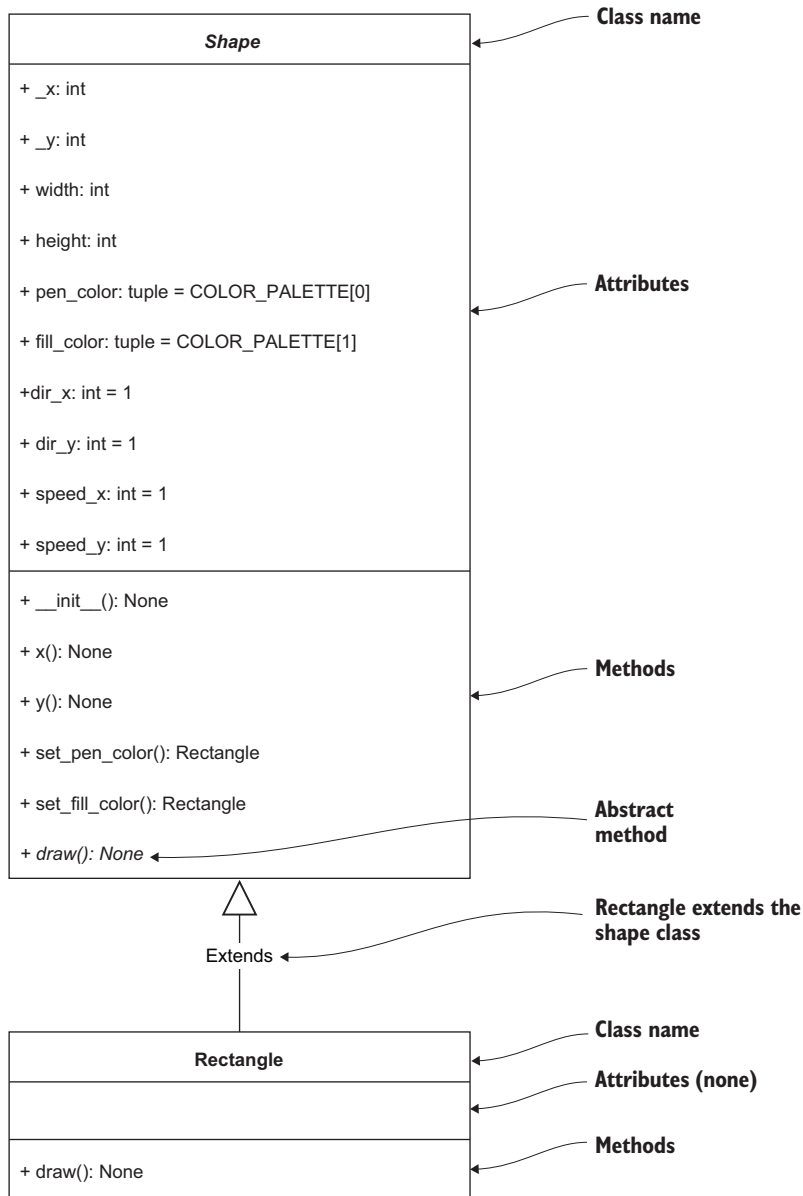 Class name
Shape
+ _x: int
+ _y: int
+ width: int
+ height: int
Attributes
+ pen_color: tuple = COLOR_PALETTE[0]
+ fill_color: tuple = COLOR_PALETTE[1]
+dir_x: int = 1
+ dir_y: int = 1
+ speed_x: int = 1
+ speed_y: int = 1
+ __init__(): None
+ x(): None
Methods
+ y(): None
+ set_pen_color(): Rectangle
+ set_fill_color(): Rectangle
Abstract
method
+ draw(): None
Rectangle extends the
shape class
Extends
Class name
Rectangle
Attributes (none)
Methods
+ draw(): None